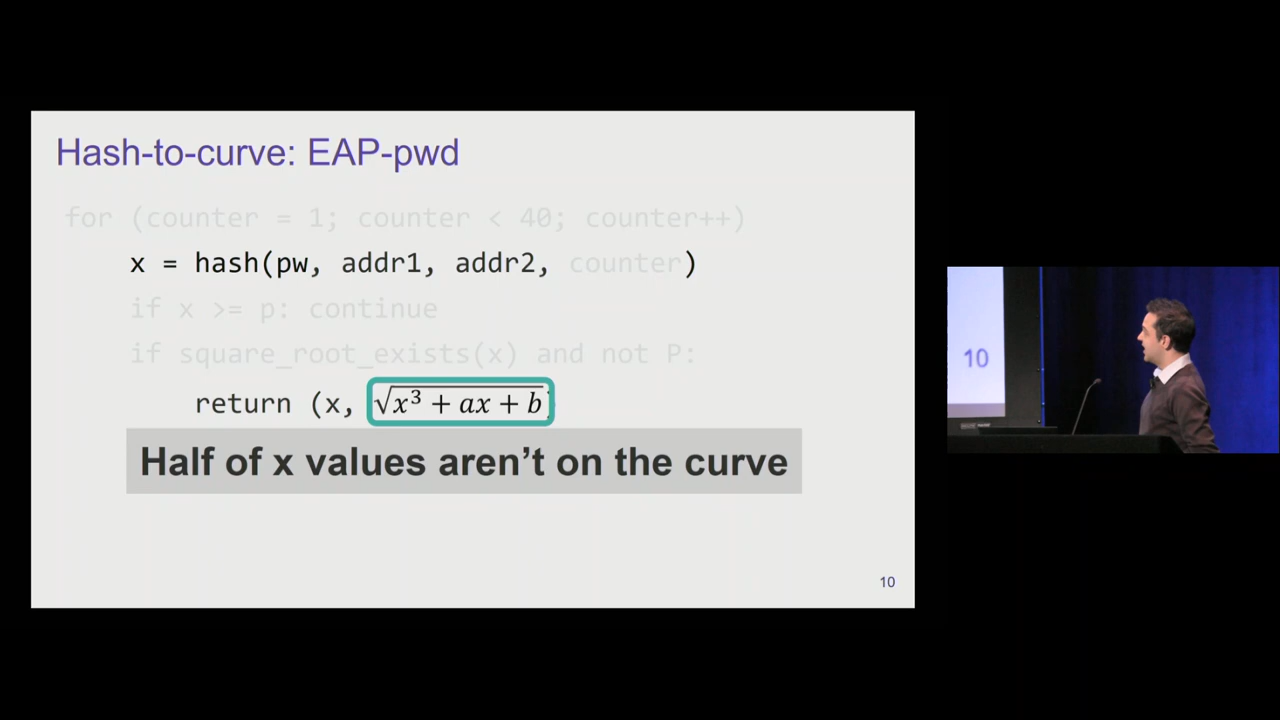 Hash-to-curve: EAP-pwd
for (counter = 1; counter < 40; counter++)
x = hash(pw, addr1, addr2, counter)
if x >= p: continue
if square_root_exists(x) and not P:
return (x, √x³ + ax + b)
Half of x values aren't on the curve
10
10